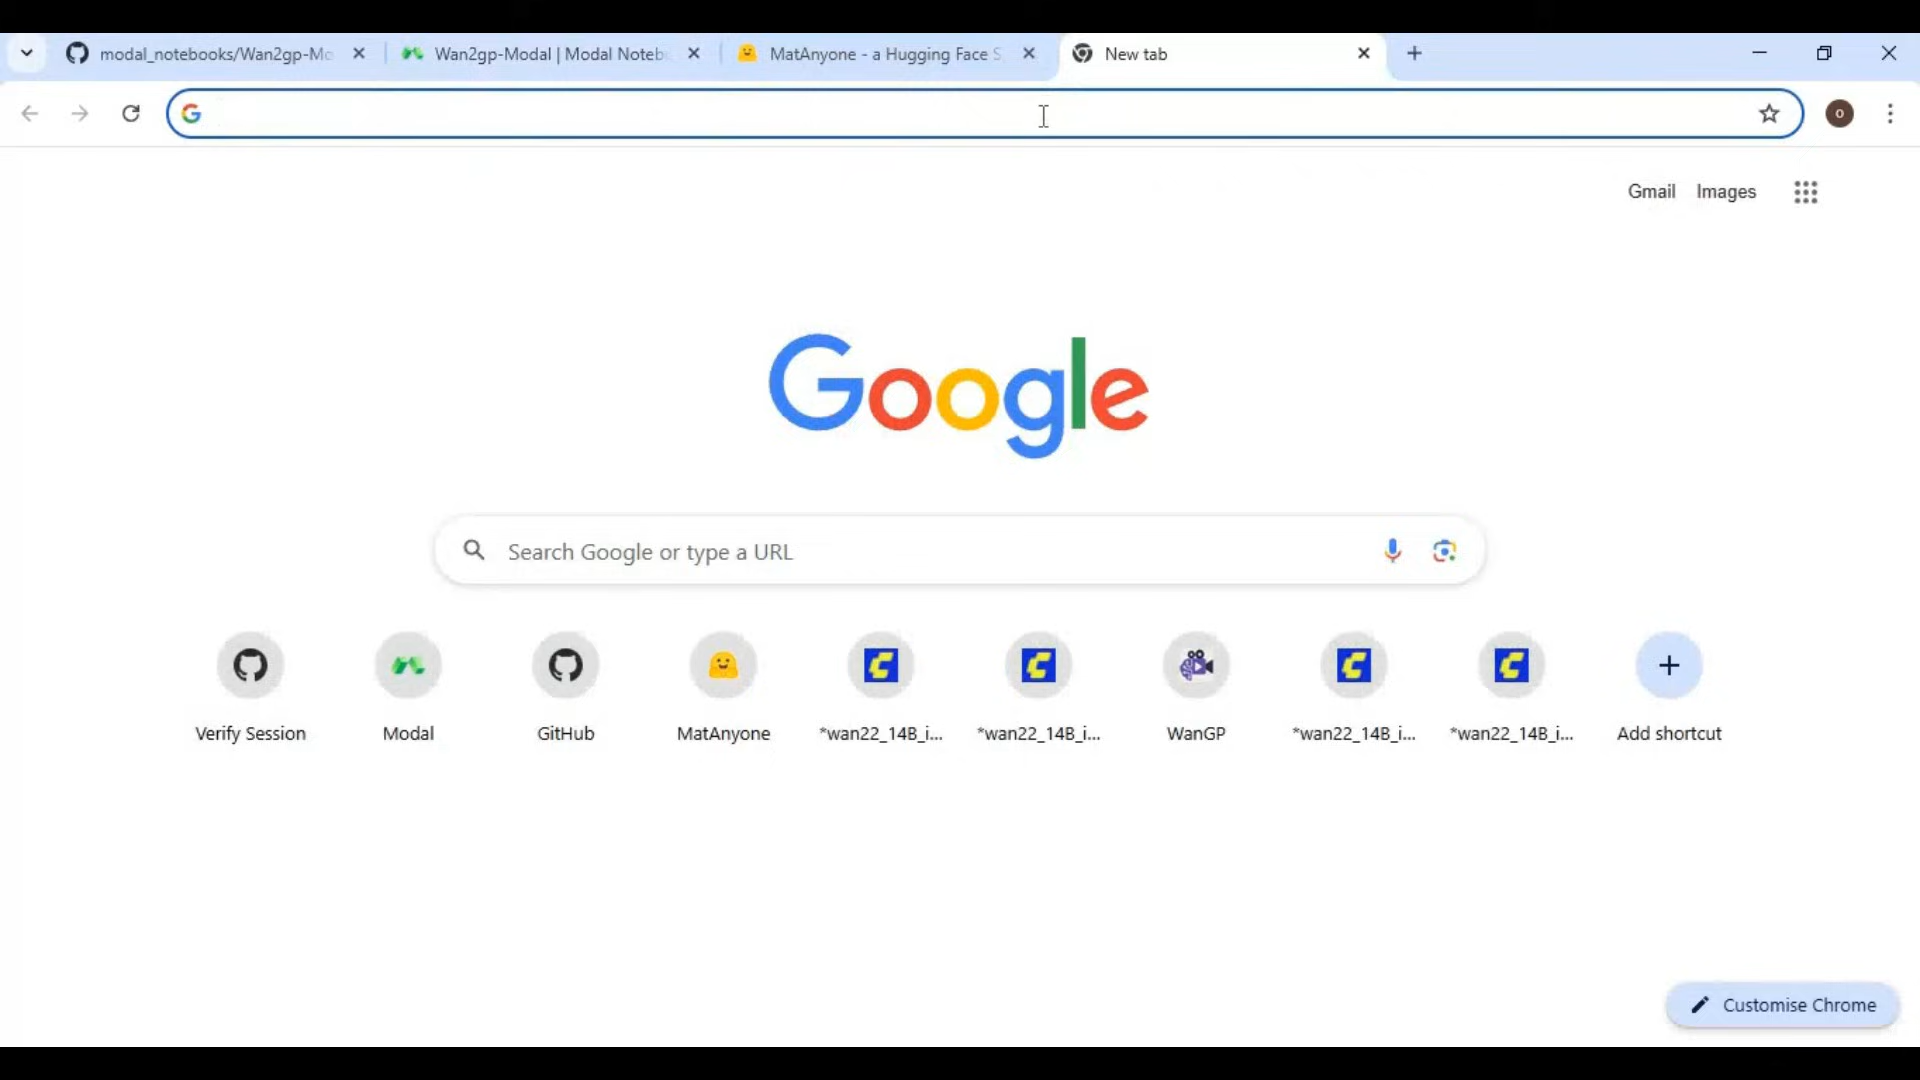 modal_notebooks/Wan2gp-Mo
Wan2gp-Modal | Modal Noteb
MatAnyone - a Hugging Face S
New tab
Gmail
Images
Google
Search Google or type a URL
Verify Session
Modal
GitHub
MatAnyone
*wan22_14B_i...
*wan22_14B_i...
WanGP
*wan22_14B_i...
*wan22_14B_i...
Add shortcut
Customise Chrome